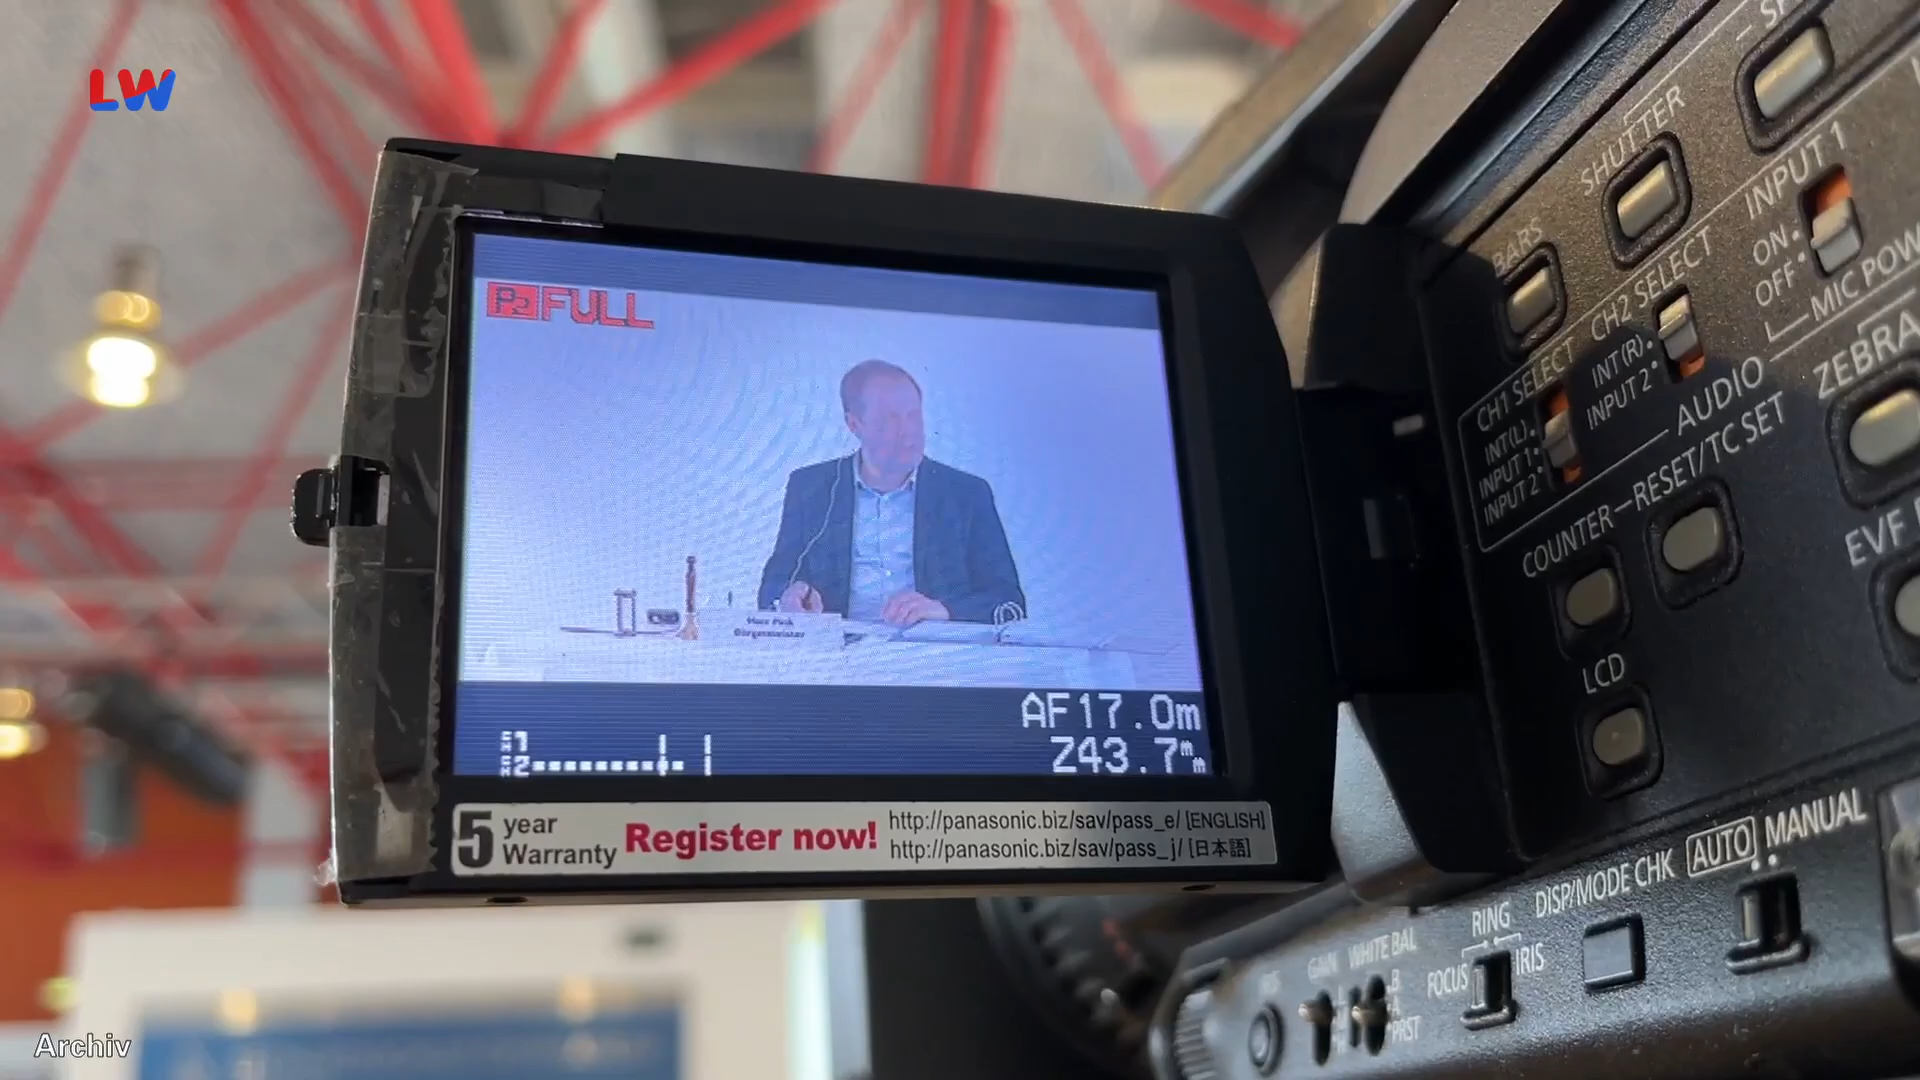 LW
P2 FULL
Bürgermeister
AF17.0m
Z43.7mm
5 year Warranty
Register now!
http://panasonic.biz/sav/pass_e/ [ENGLISH]
http://panasonic.biz/sav/pass_j/ [日本語]
SHUTTER
BARS
INPUT 1
ON
OFF
MIC POW
CH1 SELECT
INT(L)
INPUT 1
INPUT 2
CH2 SELECT
INT(R)
INPUT 2
AUDIO
ZEBRA
COUNTER
RESET/TC SET
EVF
LCD
AUTO MANUAL
DISP/MODE CHK
RING
FOCUS IRIS
GAIN
WHITE BAL
B
A
PRST
Archiv